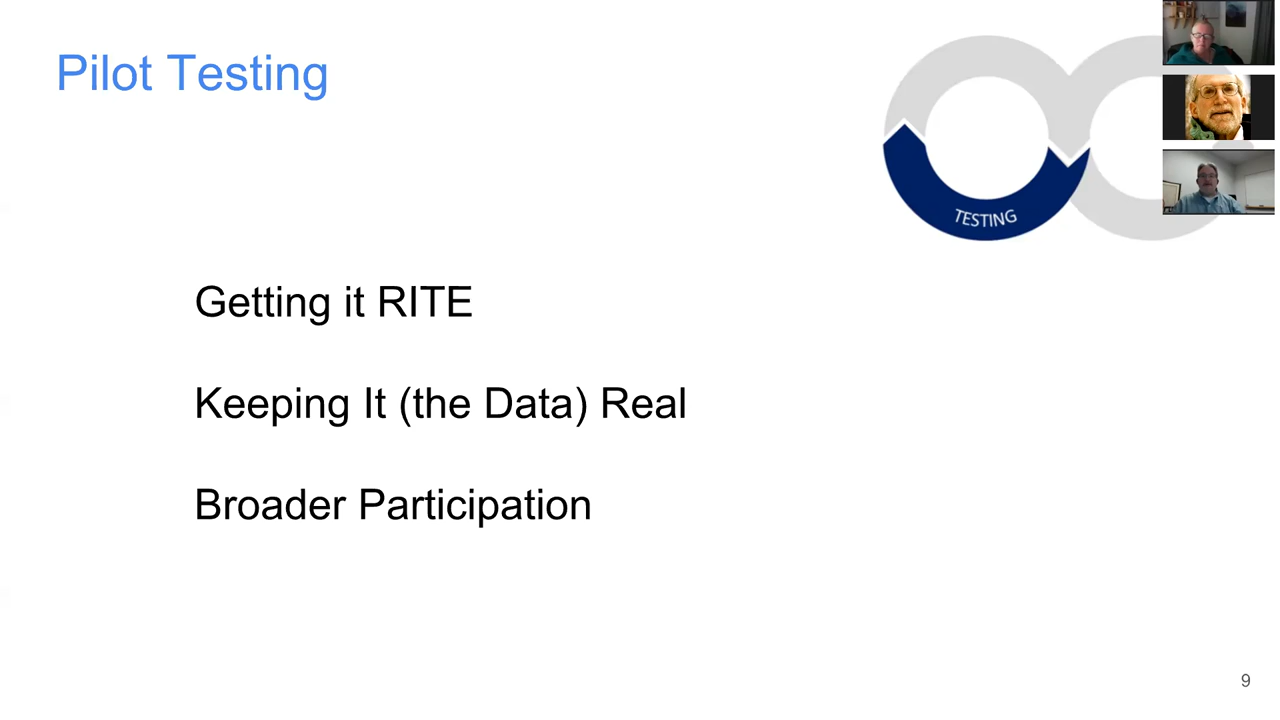 Pilot Testing
TESTING
Getting it RITE
Keeping It (the Data) Real
Broader Participation
9